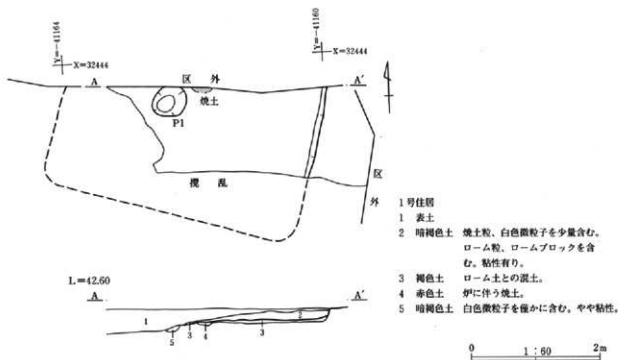 Y=-41164
X=32444
Y=-41160
X=32444
A
区　外
A′
焼土
P1
撹　乱
区
外
1号住居
1　表土
2　暗褐色土　焼土粒、白色微粒子を少量含む。
ローム粒、ロームブロックを含
む。粘性有り。
3　褐色土　ローム土との混土。
4　赤色土　炉に伴う焼土。
5　暗褐色土　白色微粒子を僅かに含む。やや粘性。
L=42.60
A
A′
1
2
5
3
4
3
0
1:60
2m